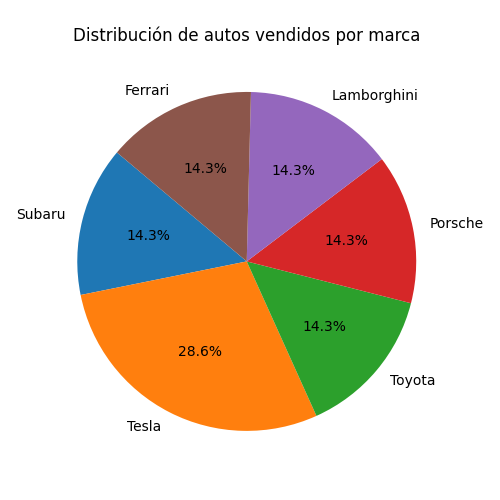 Distribución de autos vendidos por marca
Ferrari
Lamborghini
14.3%
14.3%
Subaru
14.3%
14.3%
Porsche
14.3%
28.6%
Toyota
Tesla